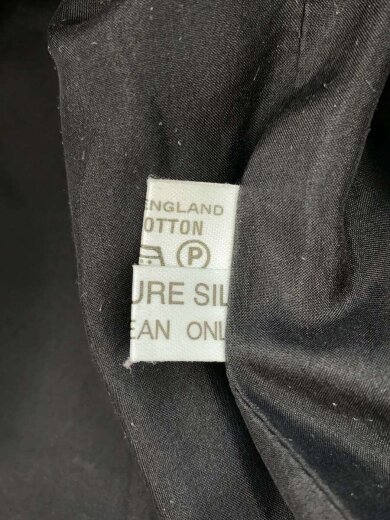 ENGLAND
OTTON
P
URE SIL
EAN ONL